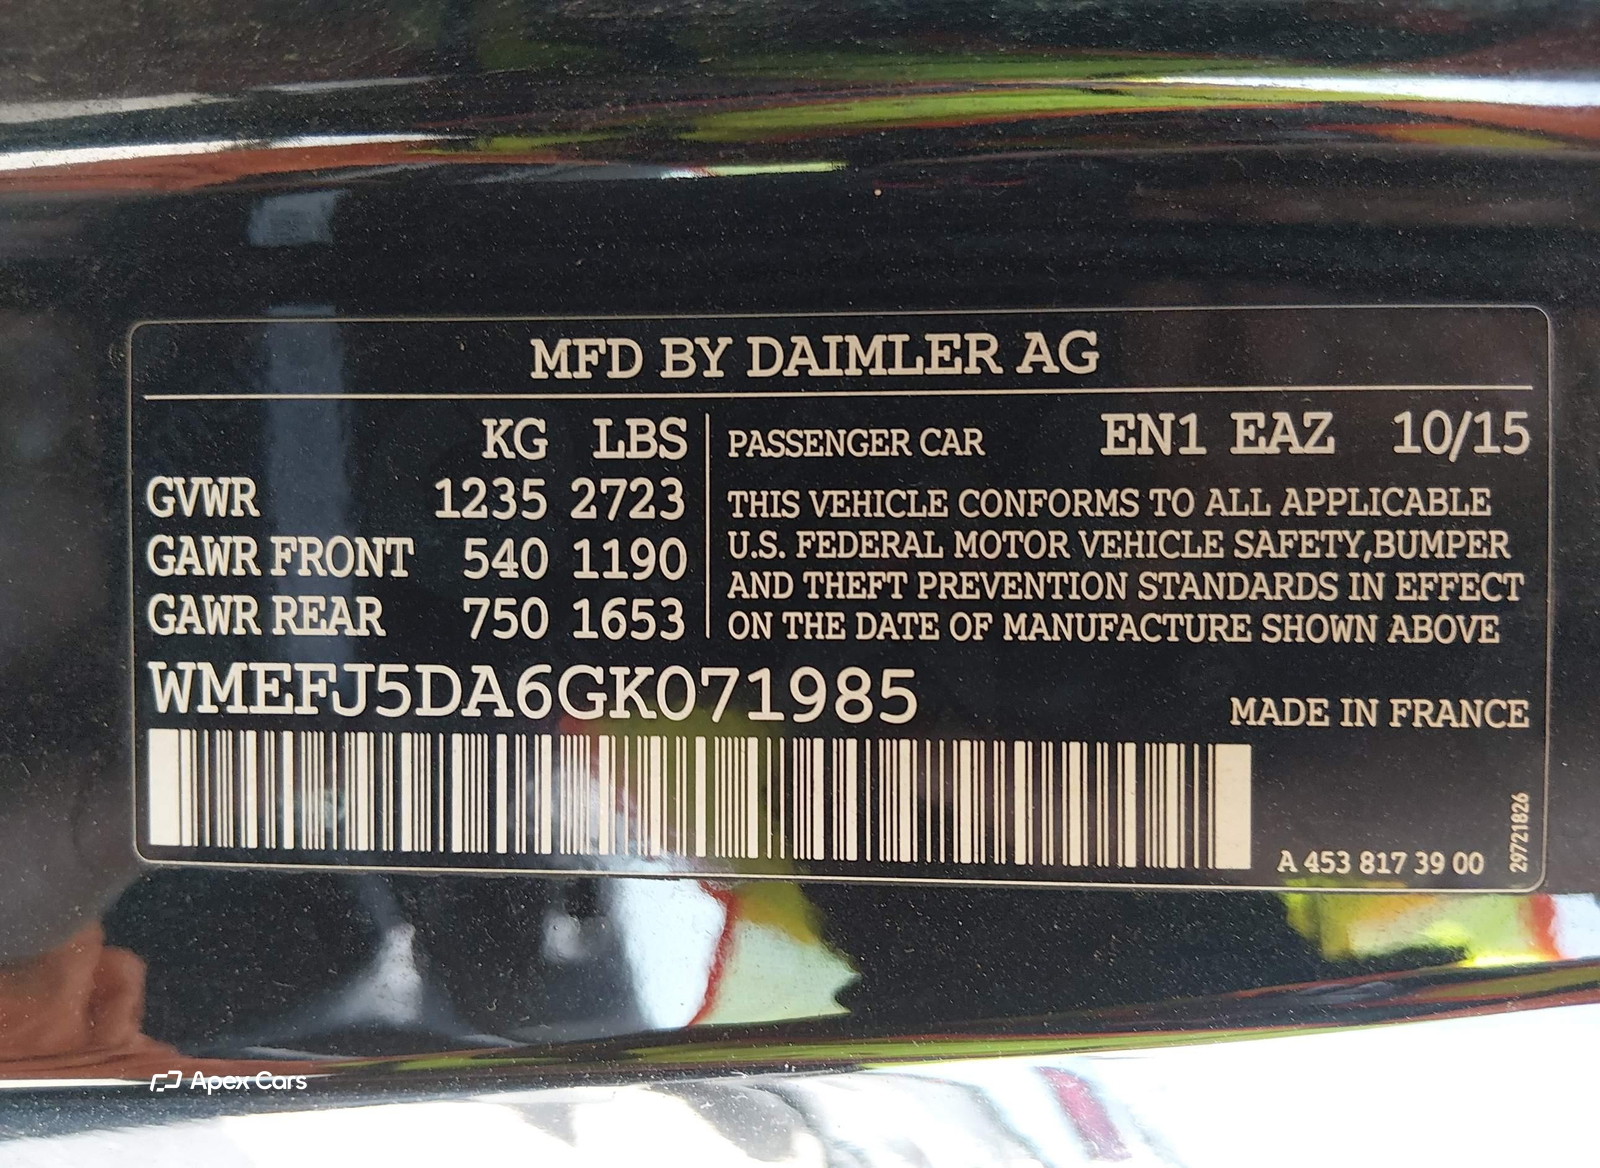 MFD BY DAIMLER AG
KG LBS
GVWR 1235 2723
GAWR FRONT 540 1190
GAWR REAR 750 1653
PASSENGER CAR EN1 EAZ 10/15
THIS VEHICLE CONFORMS TO ALL APPLICABLE
U.S. FEDERAL MOTOR VEHICLE SAFETY,BUMPER
AND THEFT PREVENTION STANDARDS IN EFFECT
ON THE DATE OF MANUFACTURE SHOWN ABOVE
WMEFJ5DA6GK071985
MADE IN FRANCE
A 453 817 39 00
29721826
Apex Cars